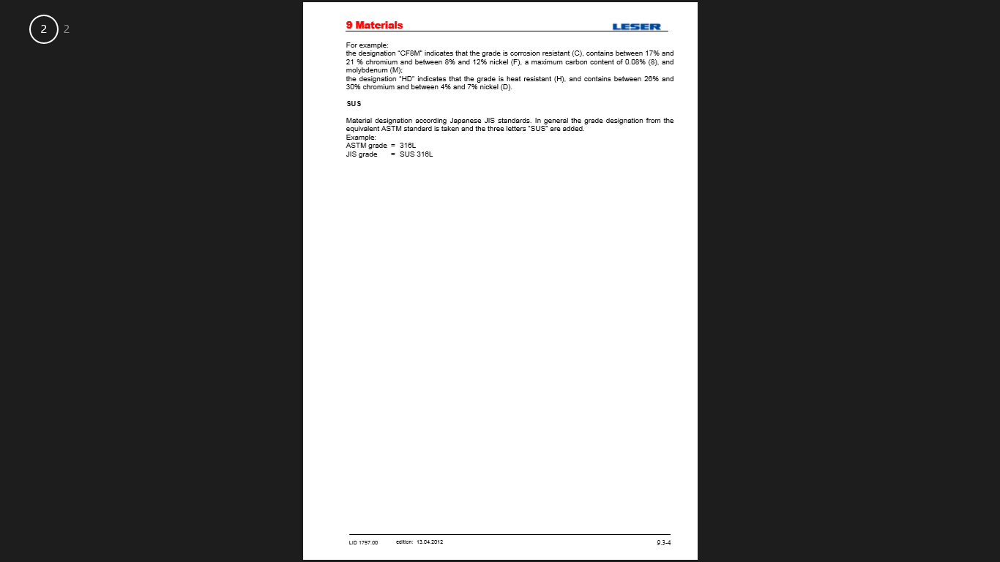 2 2
9 Materials LESER
For example:
the designation “CF8M” indicates that the grade is corrosion resistant (C), contains between 17% and
21 % chromium and between 8% and 12% nickel (F), a maximum carbon content of 0.08% (8), and
molybdenum (M);
the designation “HD” indicates that the grade is heat resistant (H), and contains between 26% and
30% chromium and between 4% and 7% nickel (D).
SUS
Material designation according Japanese JIS standards. In general the grade designation from the
equivalent ASTM standard is taken and the three letters “SUS” are added.
Example:
ASTM grade = 316L
JIS grade = SUS 316L
LID 1757.00 edition: 13.04.2012 9.3-4